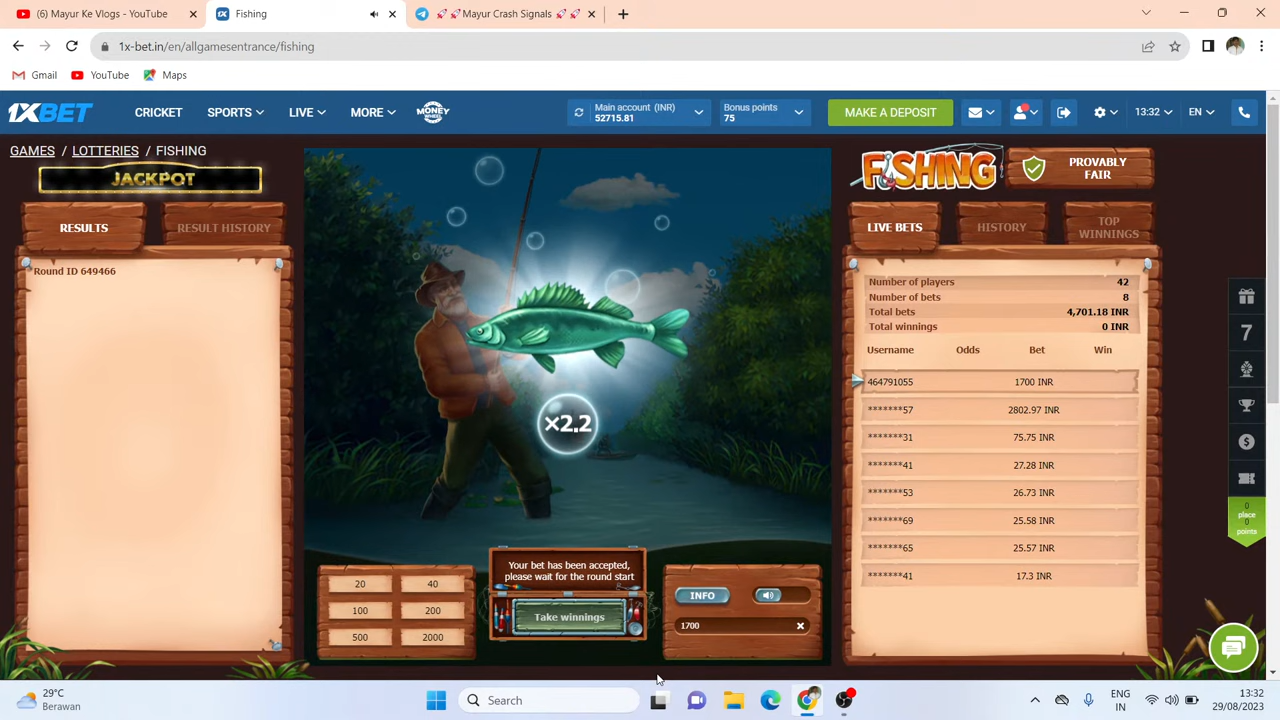 (6) Mayur Ke Vlogs - YouTube
Fishing
🚀🚀Mayur Crash Signals 🚀🚀
1x-bet.in/en/allgamesentrance/fishing
Gmail
YouTube
Maps
1XBET
CRICKET
SPORTS
LIVE
MORE
MONEY
WHEEL
Main account (INR)
52715.81
Bonus points
75
MAKE A DEPOSIT
13:32
EN
GAMES / LOTTERIES / FISHING
JACKPOT
RESULTS
RESULT HISTORY
Round ID 649466
×2.2
Your bet has been accepted,
please wait for the round start
Take winnings
20
40
100
200
500
2000
INFO
1700
FISHING
PROVABLY
FAIR
LIVE BETS
HISTORY
TOP
WINNINGS
Number of players 42
Number of bets 8
Total bets 4,701.18 INR
Total winnings 0 INR
Username Odds Bet Win
464791055 1700 INR
*******57 2802.97 INR
*******31 75.75 INR
*******41 27.28 INR
*******53 26.73 INR
*******69 25.58 INR
*******65 25.57 INR
*******41 17.3 INR
7
0
place
0
points
29°C
Berawan
Search
ENG
IN
13:32
29/08/2023